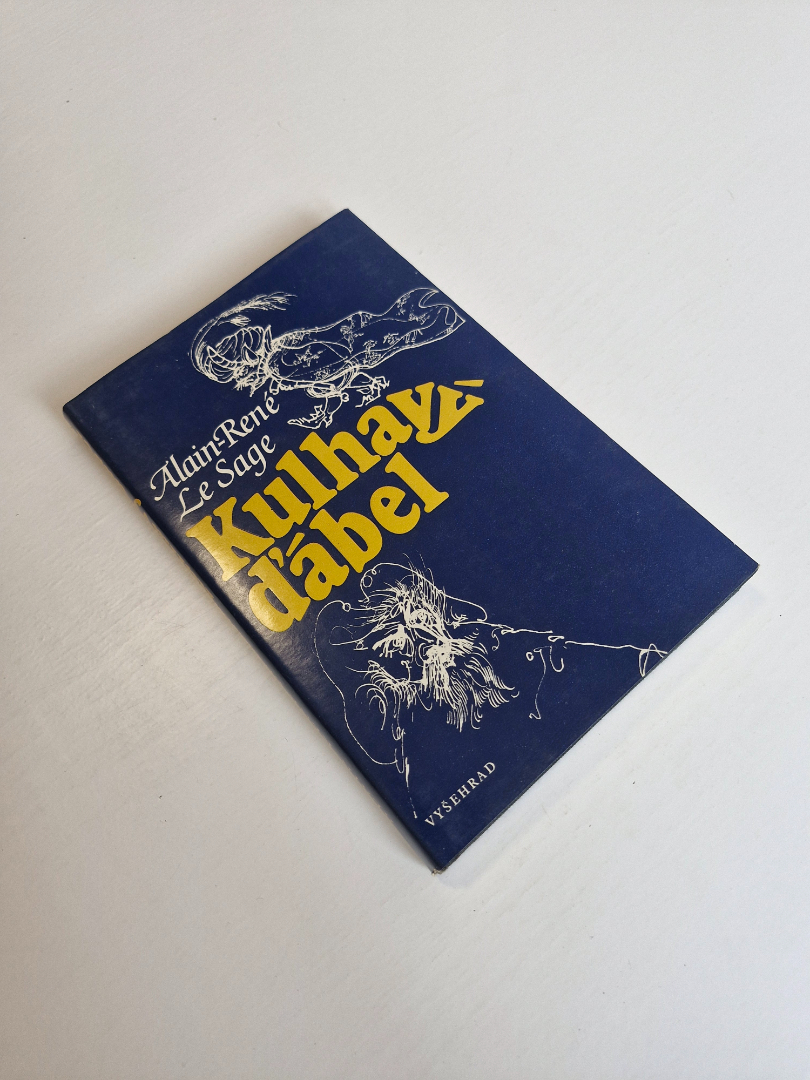 Alain-René
Le Sage
Kulhavý
ďábel
VYŠEHRAD